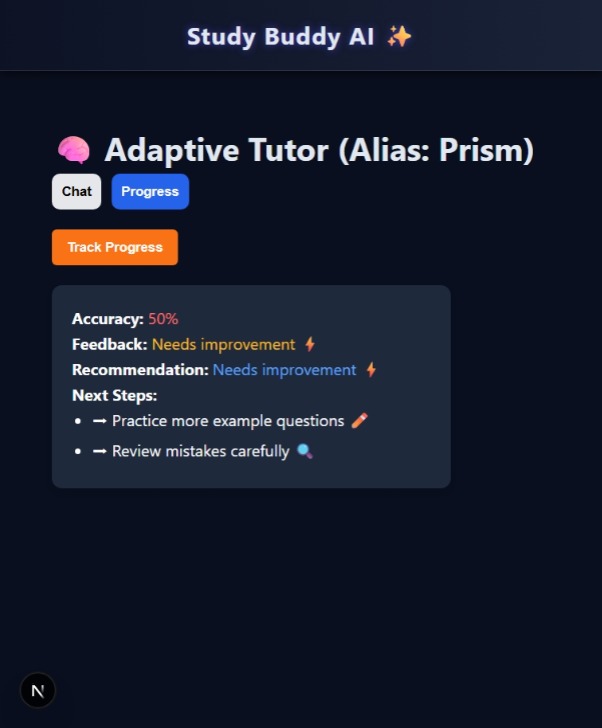 Study Buddy AI ✨
🧠 Adaptive Tutor (Alias: Prism)
Chat Progress
Track Progress
Accuracy: 50%
Feedback: Needs improvement ⚡
Recommendation: Needs improvement ⚡
Next Steps:
• ➞ Practice more example questions ✏️
• ➞ Review mistakes carefully 🔍
N